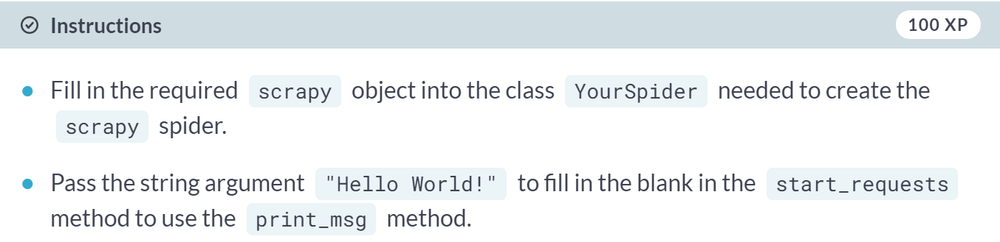 Instructions
100 XP
Fill in the required scrapy object into the class YourSpider needed to create the
scrapy spider.
Pass the string argument "Hello World!" to fill in the blank in the start_requests
method to use the print_msg method.